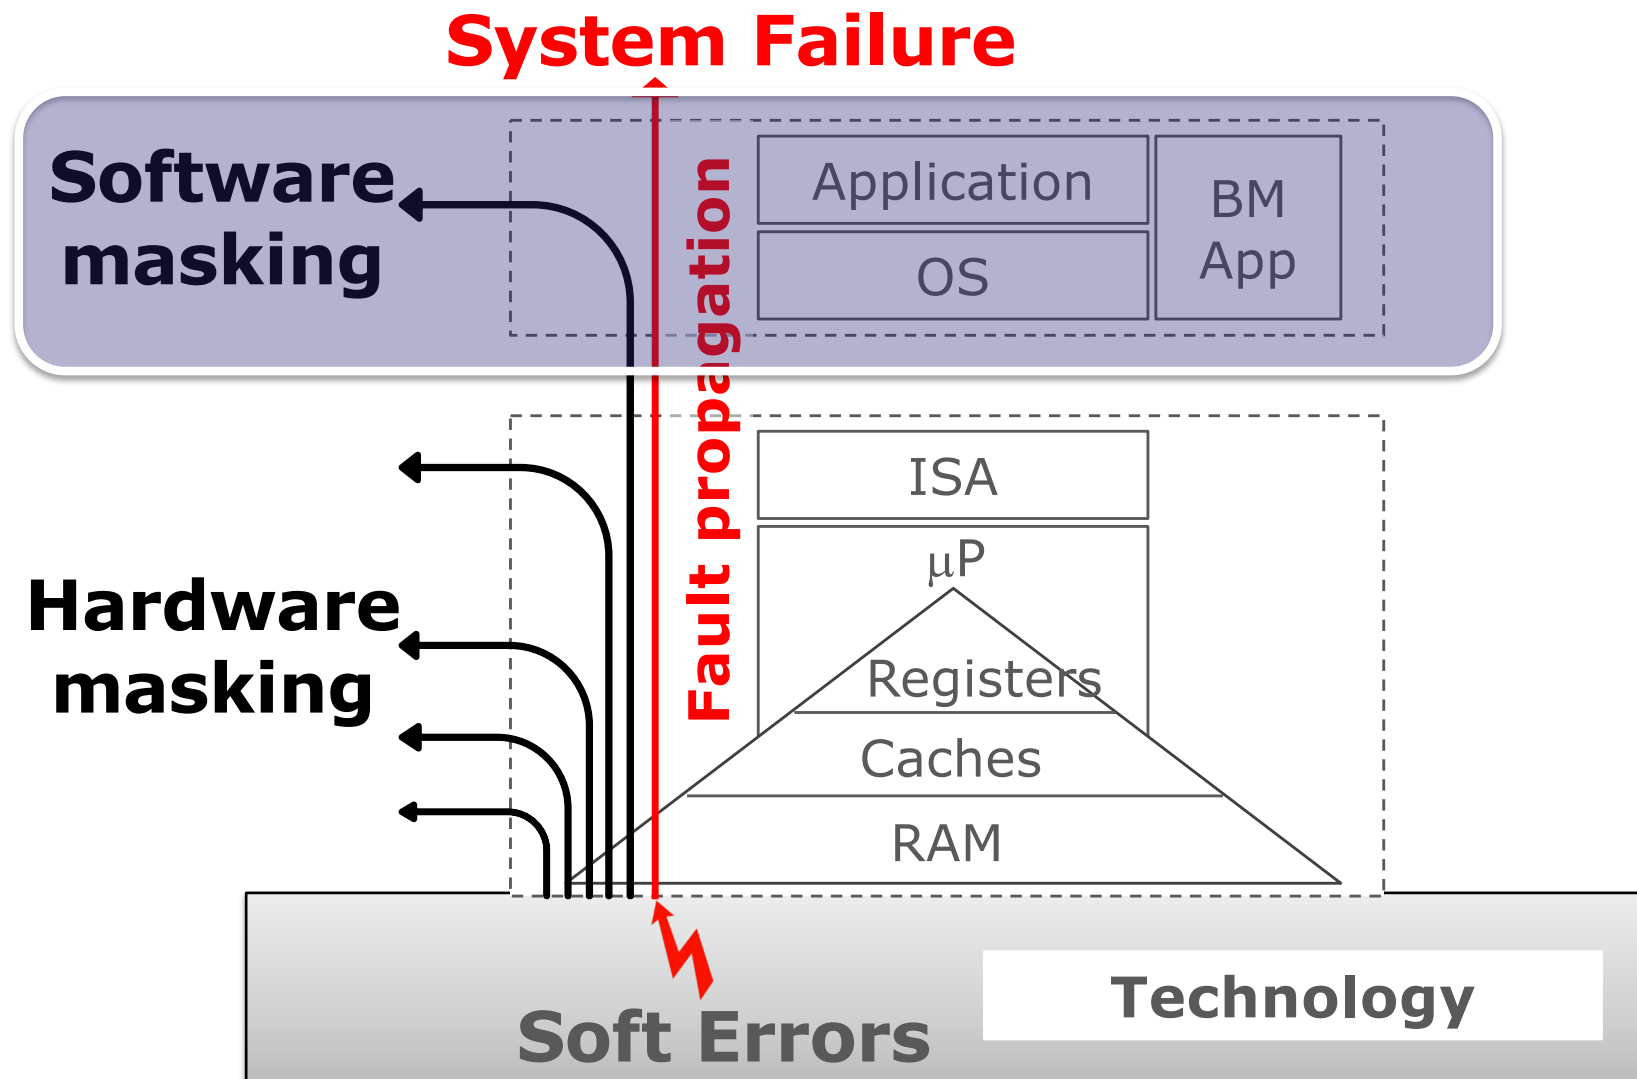 System Failure
Software
masking
Fault propagation
Application
OS
BM
App
ISA
μP
Hardware
masking
Registers
Caches
RAM
Technology
Soft Errors